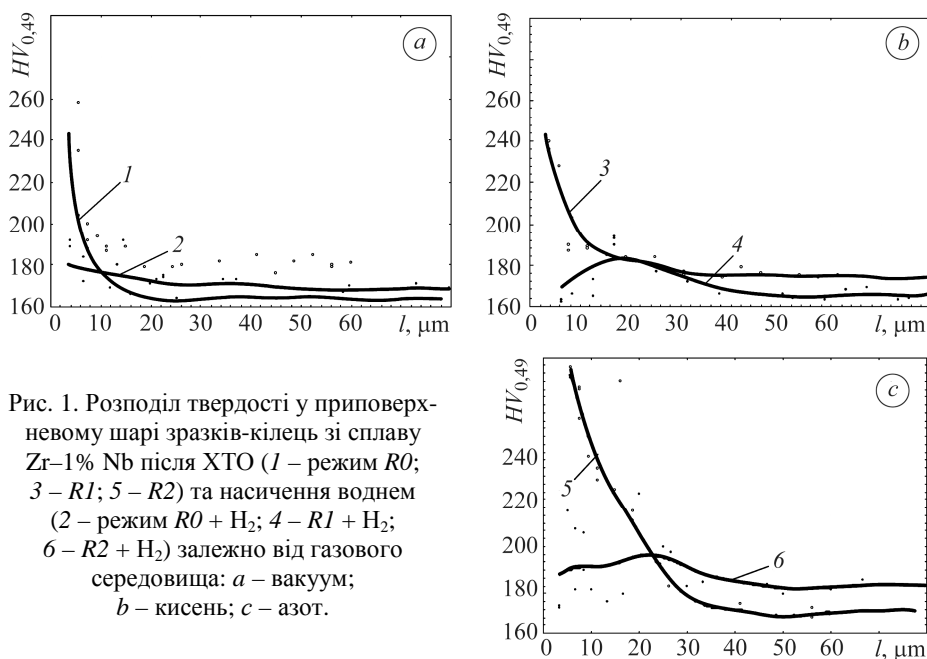 HV0,49
a
260
240
220
200
180
160
1
2
0 10 20 30 40 50 60 l, μm
HV0,49
b
260
240
220
200
180
160
3
4
0 10 20 30 40 50 60 l, μm
HV0,49
c
240
220
200
180
160
5
6
0 10 20 30 40 50 60 l, μm
Рис. 1. Розподіл твердості у приповерх-
невому шарі зразків-кілець зі сплаву
Zr–1% Nb після ХТО (1 – режим R0;
3 – R1; 5 – R2) та насичення воднем
(2 – режим R0 + H2; 4 – R1 + H2;
6 – R2 + H2) залежно від газового
середовища: a – вакуум;
b – кисень; c – азот.